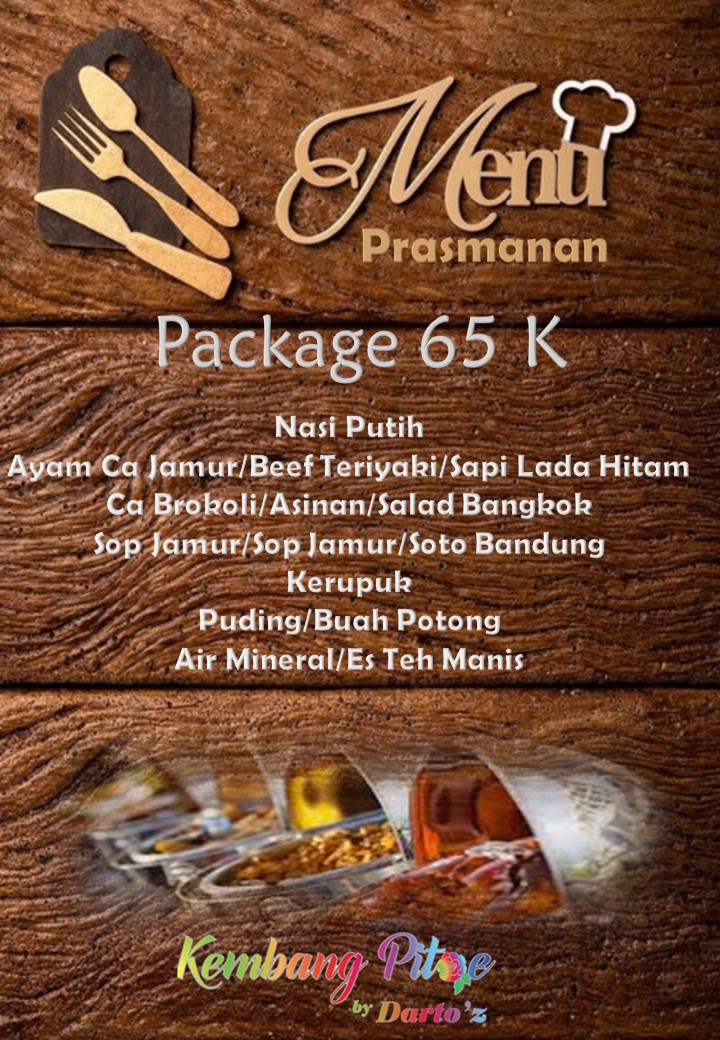 Menu
Prasmanan
Package 65 K
Nasi Putih
Ayam Ca Jamur/Beef Teriyaki/Sapi Lada Hitam
Ca Brokoli/Asinan/Salad Bangkok
Sop Jamur/Sop Jamur/Soto Bandung
Kerupuk
Puding/Buah Potong
Air Mineral/Es Teh Manis
Kembang Pitoe
by Darto'z